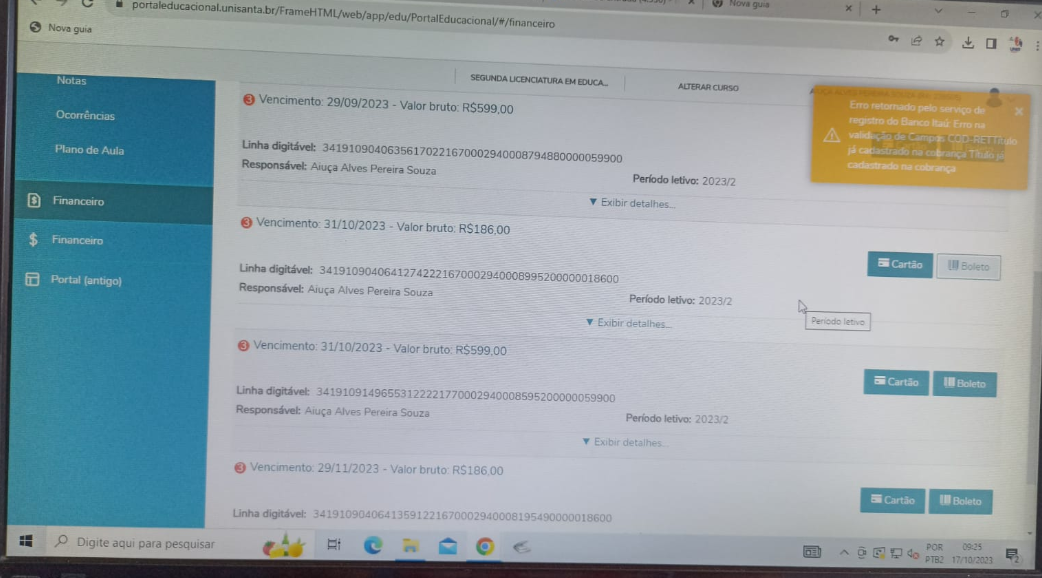 portaleducacional.unisanta.br/FrameHTML/web/app/edu/PortalEducacional/#/financeiro
Nova guia
Nova guia
SEGUNDA LICENCIATURA EM EDUCA...
ALTERAR CURSO
Notas
Ocorrências
Plano de Aula
Financeiro
Financeiro
Portal (antigo)
Erro retornado pelo serviço de
registro do Banco Itaú: Erro na
validação de Campos COD-RETTítulo
já cadastrado na cobrança Título já
cadastrado na cobrança
3 Vencimento: 29/09/2023 - Valor bruto: R$599,00
Linha digitável: 34191090406356170221670002940008794880000059900
Responsável: Aiuça Alves Pereira Souza
Período letivo: 2023/2
▼ Exibir detalhes...
3 Vencimento: 31/10/2023 - Valor bruto: R$186,00
Cartão
Boleto
Linha digitável: 34191090406412742221670002940008995200000018600
Responsável: Aiuça Alves Pereira Souza
Período letivo: 2023/2
Período letivo
▼ Exibir detalhes...
3 Vencimento: 31/10/2023 - Valor bruto: R$599,00
Cartão
Boleto
Linha digitável: 34191091496553122221770002940008595200000059900
Responsável: Aiuça Alves Pereira Souza
Período letivo: 2023/2
▼ Exibir detalhes...
3 Vencimento: 29/11/2023 - Valor bruto: R$186,00
Cartão
Boleto
Linha digitável: 34191090406413591221670002940008195490000018600
Digite aqui para pesquisar
POR
PTB2
09:25
17/10/2023
2